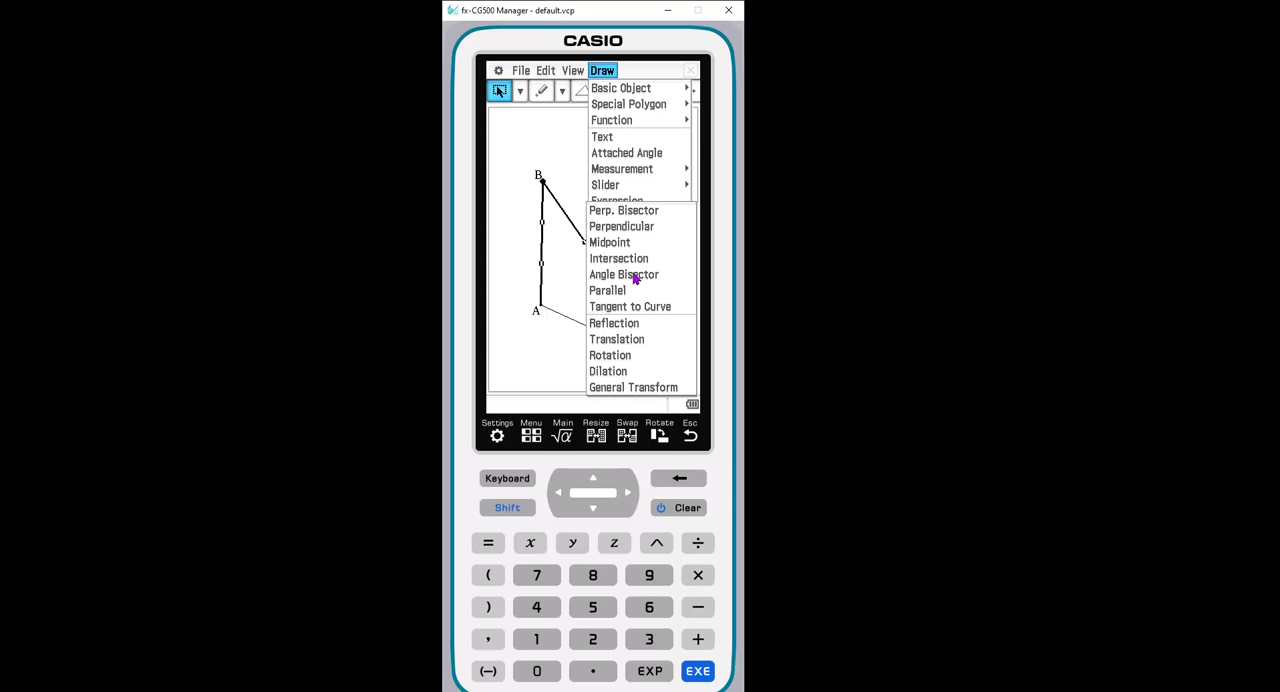 fx-CG500 Manager - default.vcp
CASIO
File Edit View Draw
Basic Object
Special Polygon
Function
Text
Attached Angle
Measurement
Slider
Expression
Perp. Bisector
Perpendicular
Midpoint
Intersection
Angle Bisector
Parallel
Tangent to Curve
Reflection
Translation
Rotation
Dilation
General Transform
B
A
Settings Menu Main Resize Swap Rotate Esc
√α
Keyboard
Shift
Clear
= x y z ^ ÷
( 7 8 9 ×
) 4 5 6 −
, 1 2 3 +
(−) 0 · EXP EXE